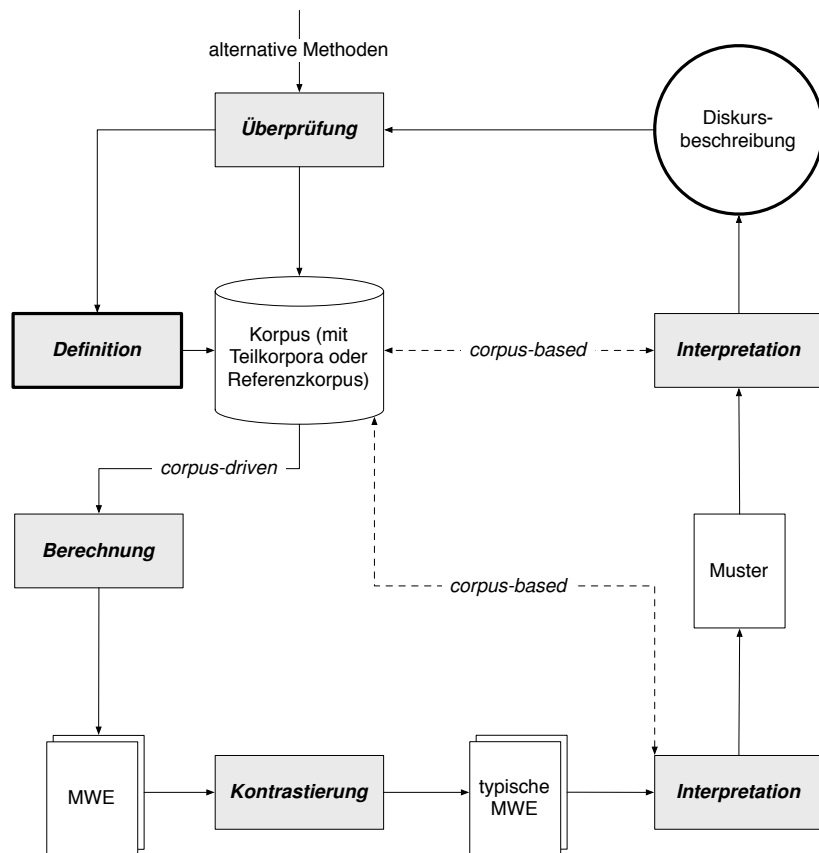 alternative Methoden
Überprüfung
Diskurs-
beschreibung
Definition
Korpus (mit
Teilkorpora oder
Referenzkorpus)
corpus-based
Interpretation
corpus-driven
Berechnung
Muster
corpus-based
MWE
Kontrastierung
typische
MWE
Interpretation